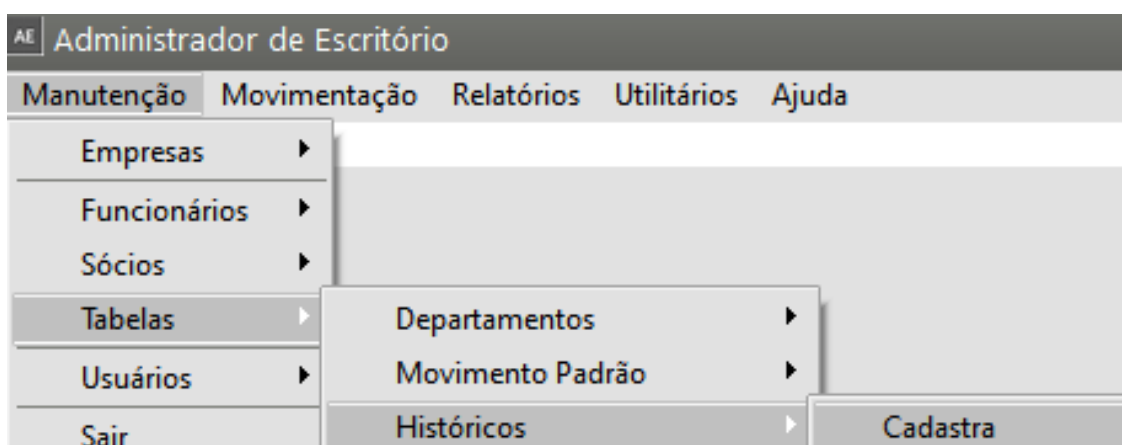 AE Administrador de Escritório
Manutenção Movimentação Relatórios Utilitários Ajuda
Empresas
Funcionários
Sócios
Tabelas Departamentos
Usuários Movimento Padrão
Sair Históricos Cadastra